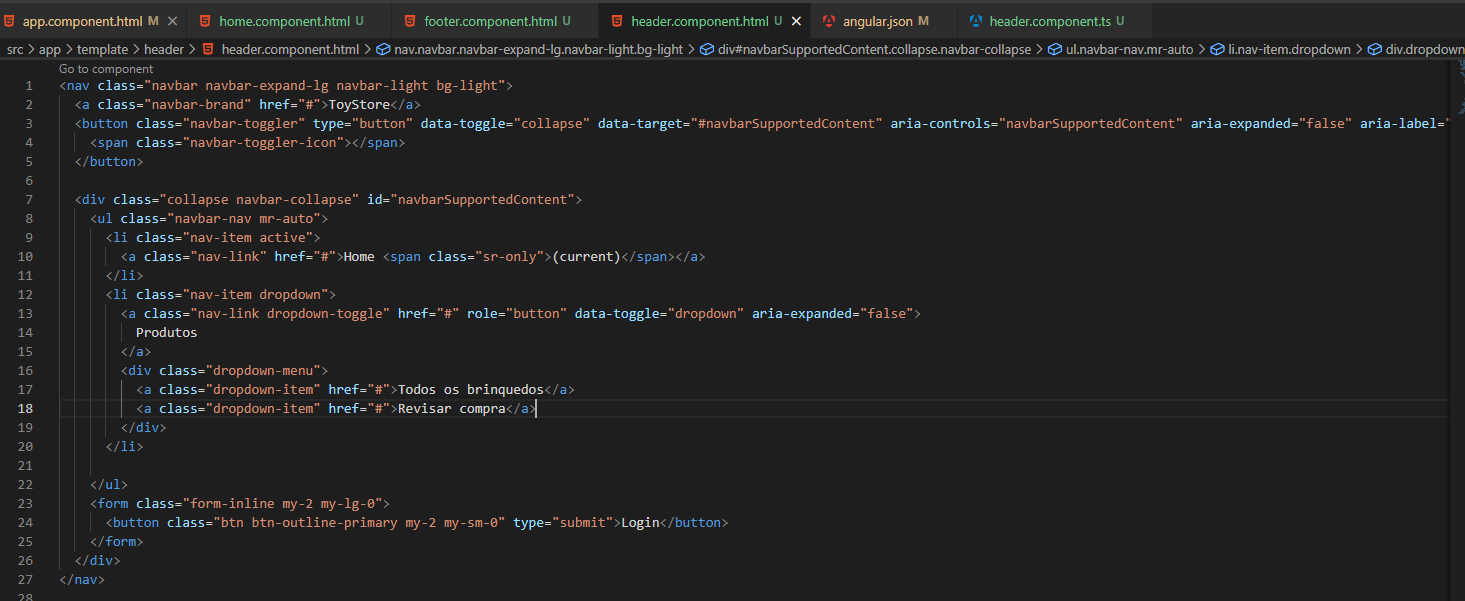 app.component.html M
home.component.html U
footer.component.html U
header.component.html U
angular.json M
header.component.ts U
src > app > template > header > header.component.html > nav.navbar.navbar-expand-lg.navbar-light.bg-light > div#navbarSupportedContent.collapse.navbar-collapse > ul.navbar-nav.mr-auto > li.nav-item.dropdown > div.dropdown
Go to component
1 <nav class="navbar navbar-expand-lg navbar-light bg-light">
2 <a class="navbar-brand" href="#">ToyStore</a>
3 <button class="navbar-toggler" type="button" data-toggle="collapse" data-target="#navbarSupportedContent" aria-controls="navbarSupportedContent" aria-expanded="false" aria-label="
4 <span class="navbar-toggler-icon"></span>
5 </button>
6
7 <div class="collapse navbar-collapse" id="navbarSupportedContent">
8 <ul class="navbar-nav mr-auto">
9 <li class="nav-item active">
10 <a class="nav-link" href="#">Home <span class="sr-only">(current)</span></a>
11 </li>
12 <li class="nav-item dropdown">
13 <a class="nav-link dropdown-toggle" href="#" role="button" data-toggle="dropdown" aria-expanded="false">
14 Produtos
15 </a>
16 <div class="dropdown-menu">
17 <a class="dropdown-item" href="#">Todos os brinquedos</a>
18 <a class="dropdown-item" href="#">Revisar compra</a>
19 </div>
20 </li>
21
22 </ul>
23 <form class="form-inline my-2 my-lg-0">
24 <button class="btn btn-outline-primary my-2 my-sm-0" type="submit">Login</button>
25 </form>
26 </div>
27 </nav>
28